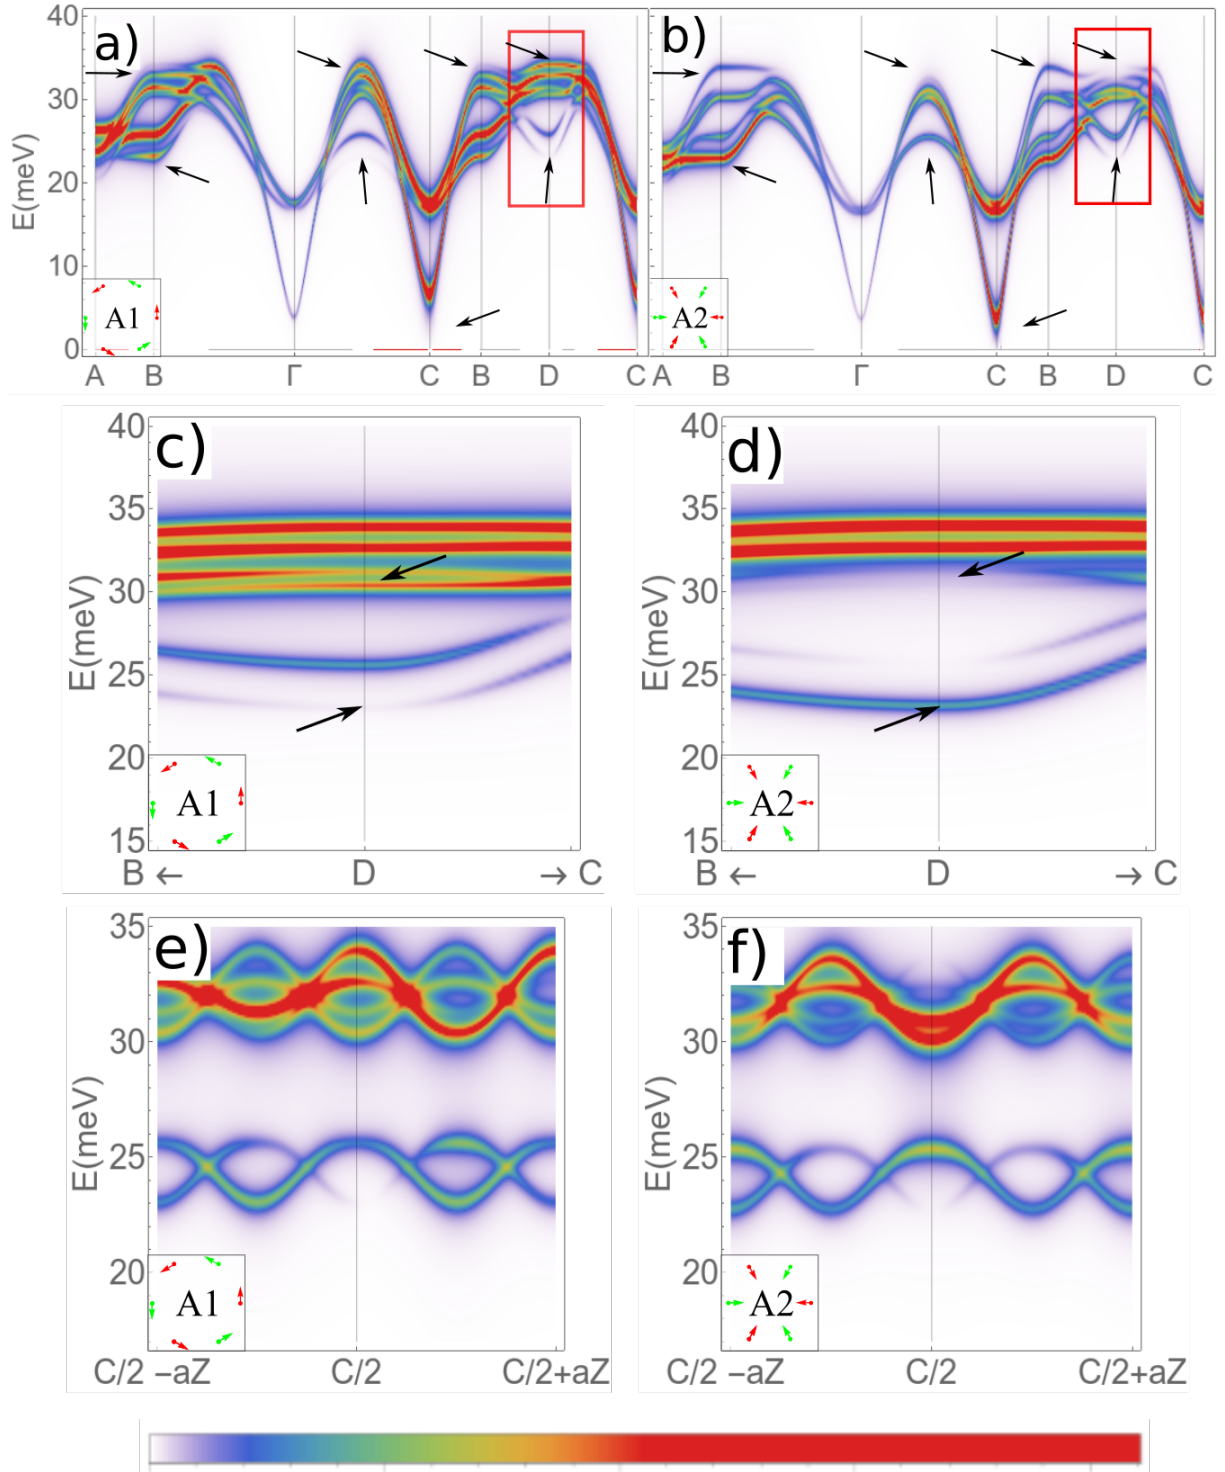 a)
E(meV)
40
30
20
10
0
A1
A B Γ C B D C
b)
A2
A B Γ C B D C
c)
E(meV)
40
35
30
25
20
15
A1
B ← D → C
d)
E(meV)
40
35
30
25
20
15
A2
B ← D → C
e)
E(meV)
35
30
25
20
A1
C/2 −aZ C/2 C/2+aZ
f)
E(meV)
35
30
25
20
A2
C/2 −aZ C/2 C/2+aZ